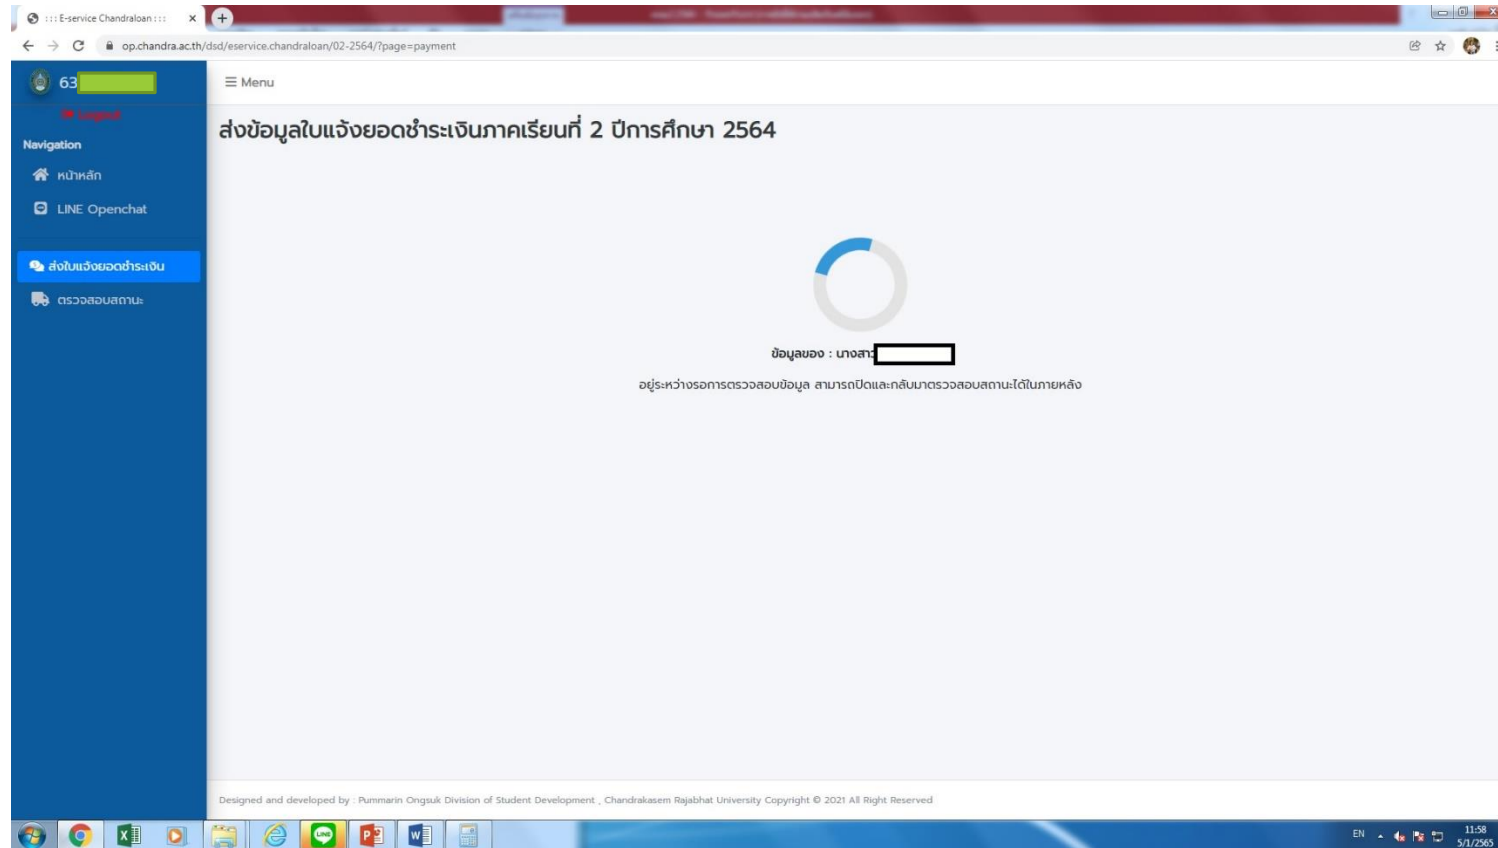 ::: E-service Chandraloan :::
op.chandra.ac.th/dsd/eservice.chandraloan/02-2564/?page=payment
63
Menu
Logout
ส่งข้อมูลใบแจ้งยอดชำระเงินภาคเรียนที่ 2 ปีการศึกษา 2564
Navigation
หน้าหลัก
LINE Openchat
ส่งใบแจ้งยอดชำระเงิน
ตรวจสอบสถานะ
ข้อมูลของ : นางสาว
อยู่ระหว่างรอการตรวจสอบข้อมูล สามารถปิดและกลับมาตรวจสอบสถานะได้ในภายหลัง
Designed and developed by : Pummarin Ongsuk Division of Student Development , Chandrakasem Rajabhat University Copyright © 2021 All Right Reserved
LINE
EN
11:58
5/1/2565